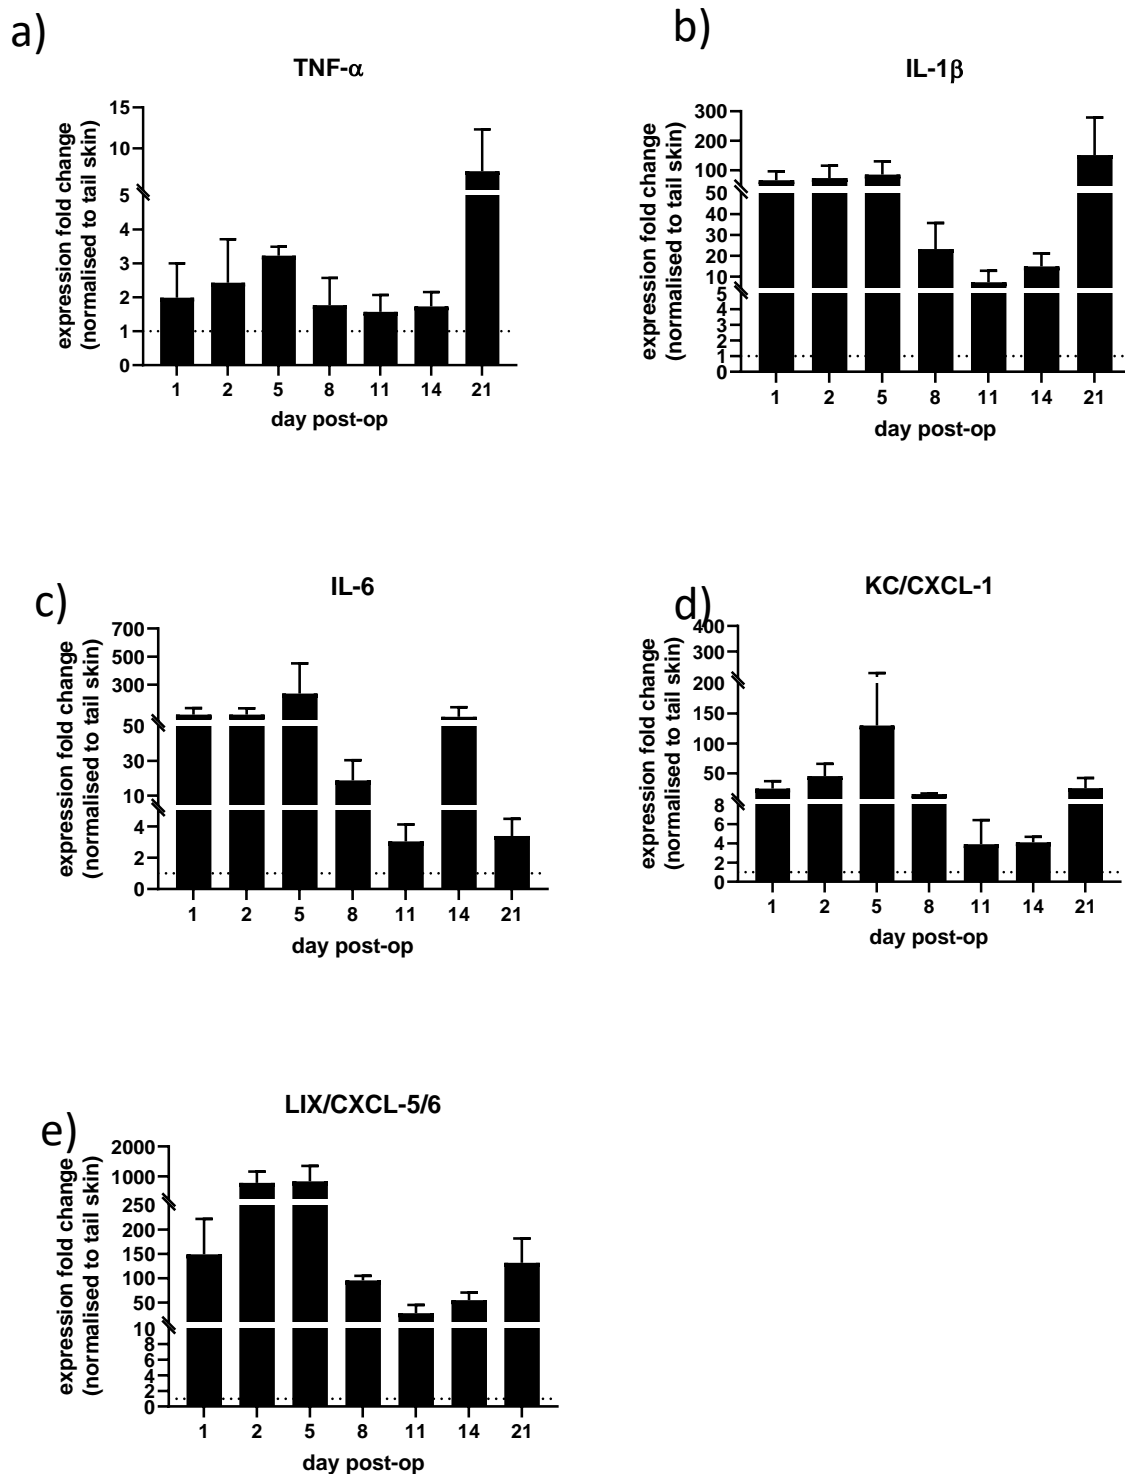 a)
TNF-α
expression fold change
(normalised to tail skin)
15
10
5
4
3
2
1
0
1 2 5 8 11 14 21
day post-op
b)
IL-1β
expression fold change
(normalised to tail skin)
300
200
100
50
40
30
20
10
5
4
3
2
1
0
1 2 5 8 11 14 21
day post-op
c)
IL-6
expression fold change
(normalised to tail skin)
700
500
300
50
30
10
4
2
0
1 2 5 8 11 14 21
day post-op
d)
KC/CXCL-1
expression fold change
(normalised to tail skin)
400
300
200
150
100
50
8
6
4
2
0
1 2 5 8 11 14 21
day post-op
e)
LIX/CXCL-5/6
expression fold change
(normalised to tail skin)
2000
1000
250
200
150
100
50
10
8
6
4
2
0
1 2 5 8 11 14 21
day post-op